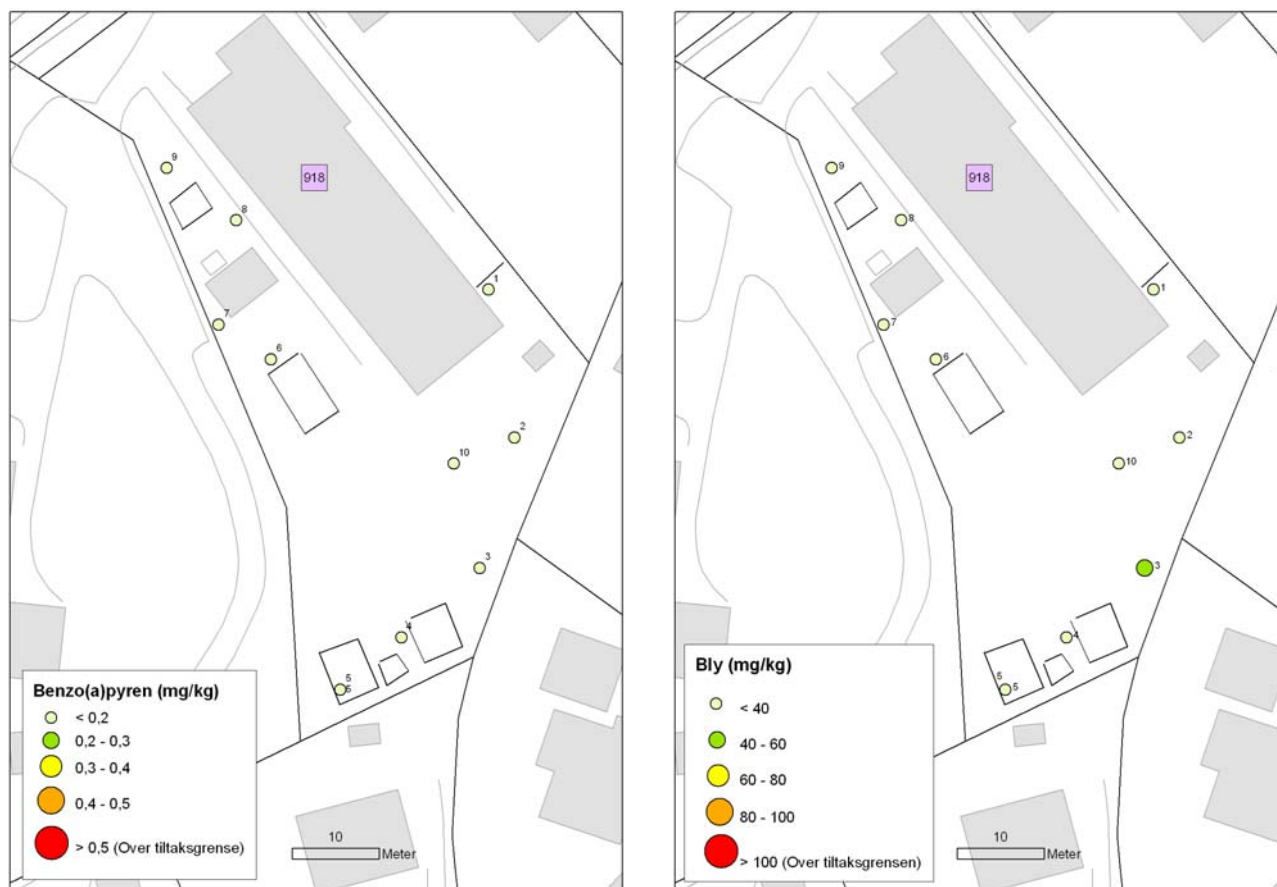 9
918
8
1
7
6
2
10
3
4
5
5
Benzo(a)pyren (mg/kg)
< 0,2
0,2 - 0,3
0,3 - 0,4
0,4 - 0,5
> 0,5 (Over tiltaksgrense)
10
Meter
9
918
8
1
7
6
2
10
3
4
5
5
Bly (mg/kg)
< 40
40 - 60
60 - 80
80 - 100
> 100 (Over tiltaksgrensen)
10
Meter